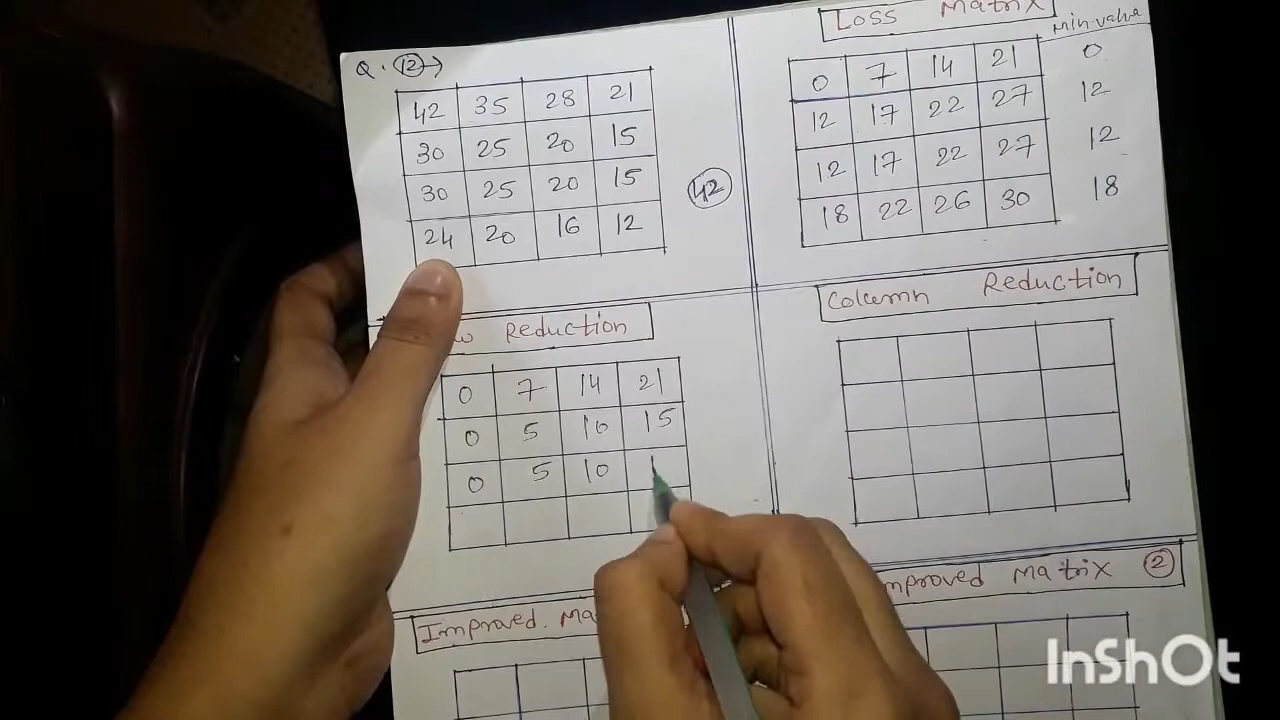 Q. 12 →
42 35 28 21
30 25 20 15
30 25 20 15
24 20 16 12
42
Loss Matrix
Min. value
0 7 14 21 0
12 17 22 27 12
12 17 22 27 12
18 22 26 30 18
Reduction
0 7 14 21
0 5 10 15
0 5 10
Column Reduction
Improved. Ma
mproved Matrix 2
InShOt